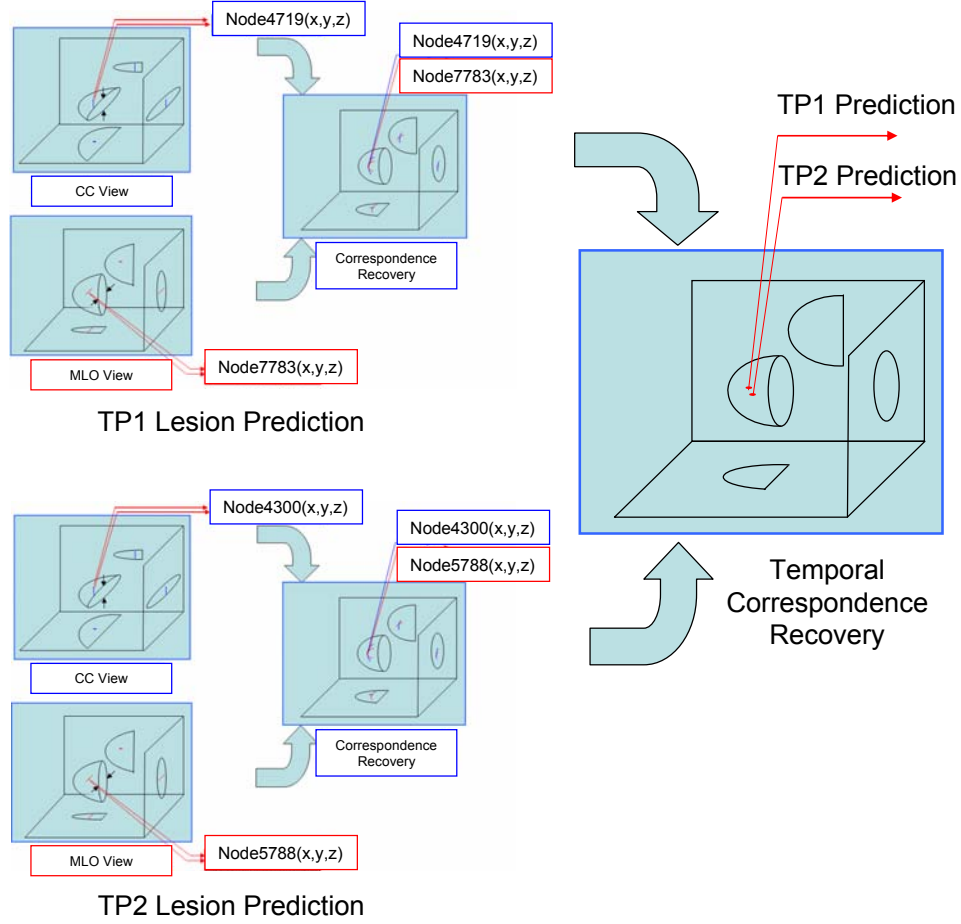 Node4719(x,y,z)
CC View
Node4719(x,y,z)
Node7783(x,y,z)
Correspondence
Recovery
MLO View
Node7783(x,y,z)
TP1 Lesion Prediction
TP1 Prediction
TP2 Prediction
Temporal
Correspondence
Recovery
Node4300(x,y,z)
CC View
Node4300(x,y,z)
Node5788(x,y,z)
Correspondence
Recovery
MLO View
Node5788(x,y,z)
TP2 Lesion Prediction